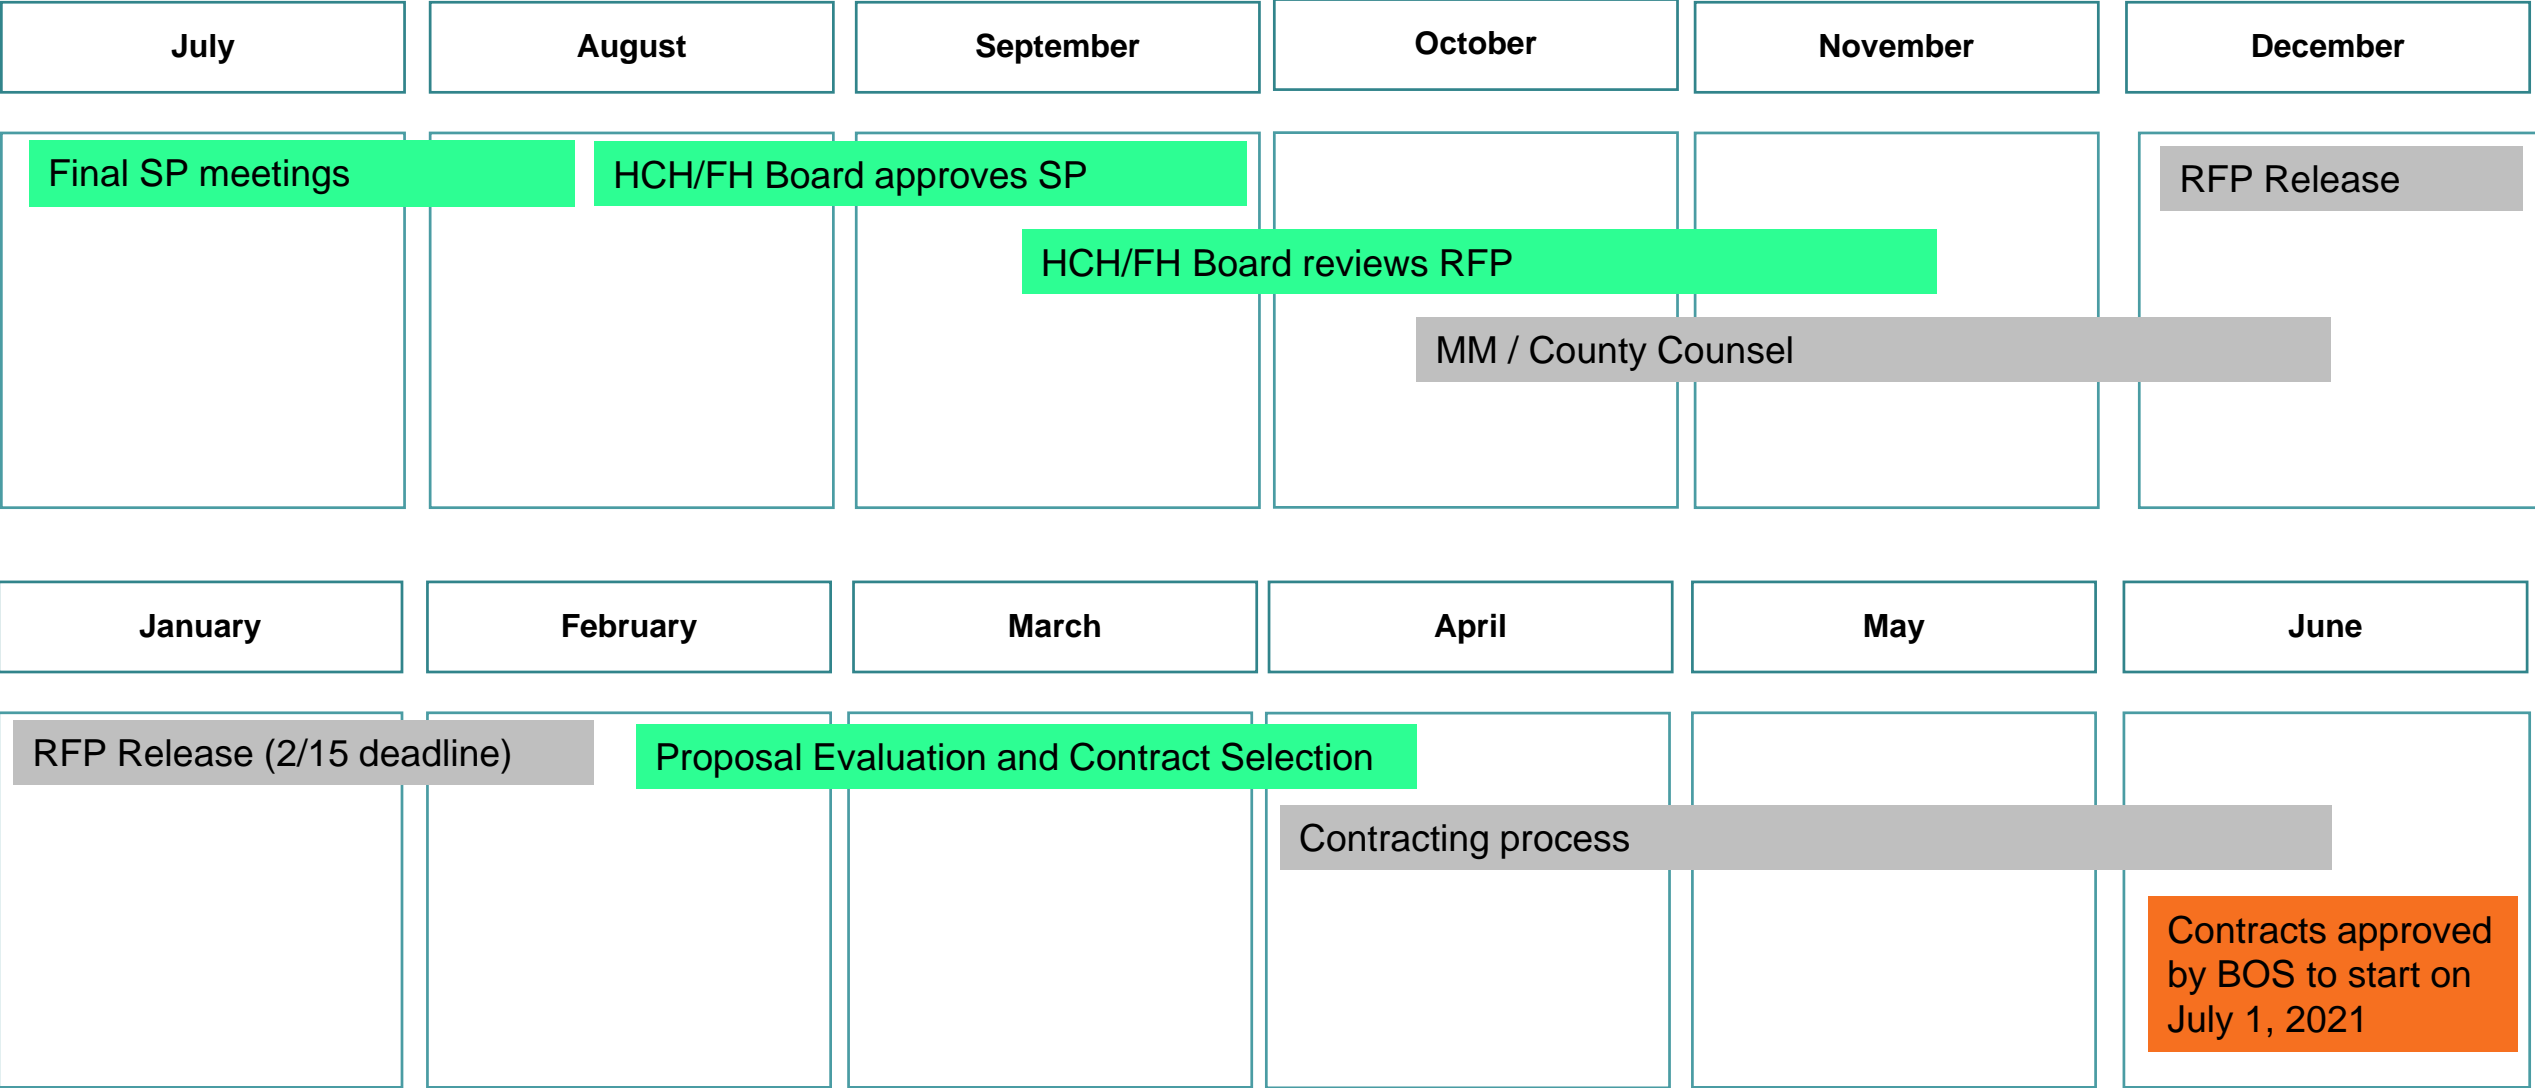 July
August
September
October
November
December
Final SP meetings
HCH/FH Board approves SP
RFP Release
HCH/FH Board reviews RFP
MM / County Counsel
January
February
March
April
May
June
RFP Release (2/15 deadline)
Proposal Evaluation and Contract Selection
Contracting process
Contracts approved
by BOS to start on
July 1, 2021